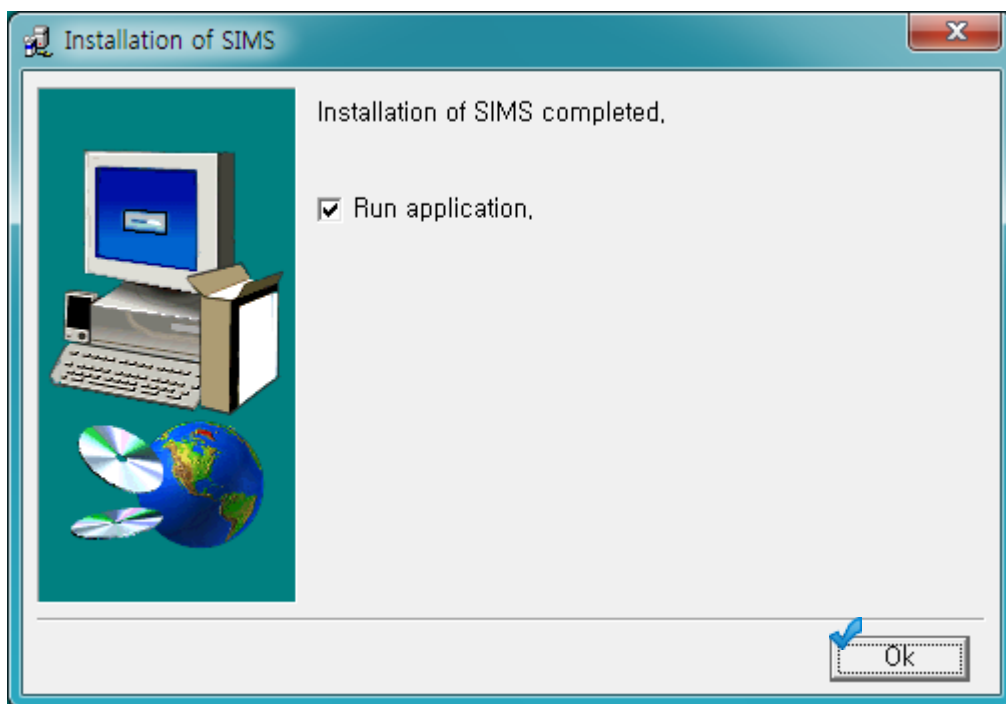 Installation of SIMS
Installation of SIMS completed,
Run application,
Ok